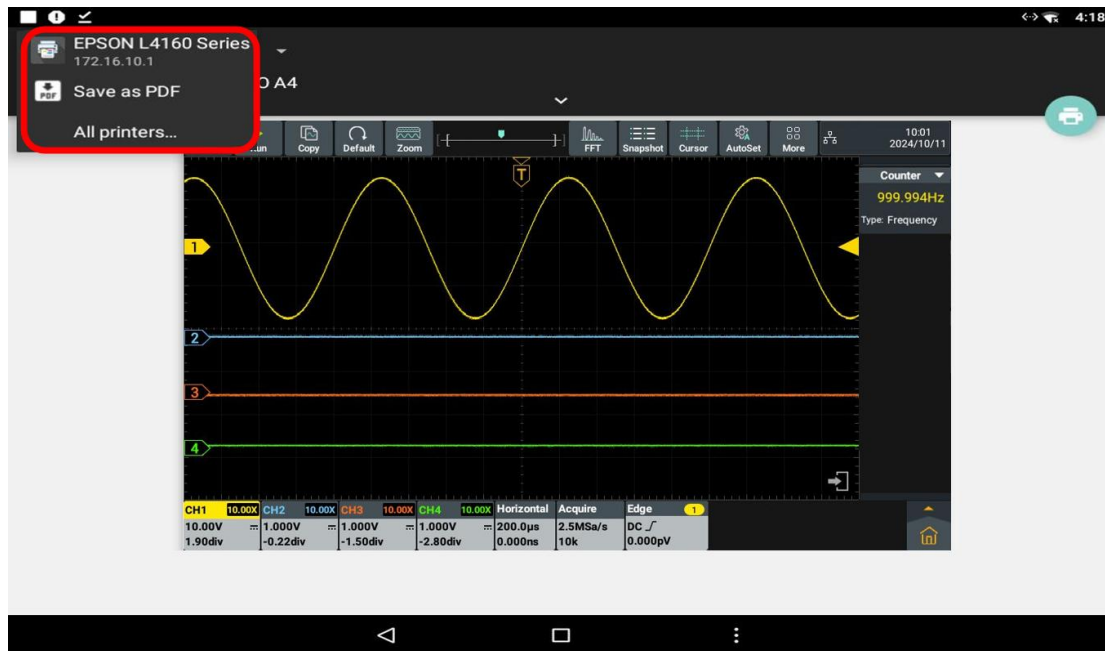 4:18
EPSON L4160 Series
172.16.10.1
Save as PDF
PDF
All printers...
O A4
Copy
Default
Zoom
FFT
Snapshot
Cursor
AutoSet
More
10:01
2024/10/11
T
Counter
999.994Hz
Type: Frequency
1
2
3
4
CH1 10.00X CH2 10.00X CH3 10.00X CH4 10.00X Horizontal Acquire Edge 1
10.00V 1.000V 1.000V 1.000V 200.0µs 2.5MSa/s DC
1.90div -0.22div -1.50div -2.80div 0.000ns 10k 0.000pV